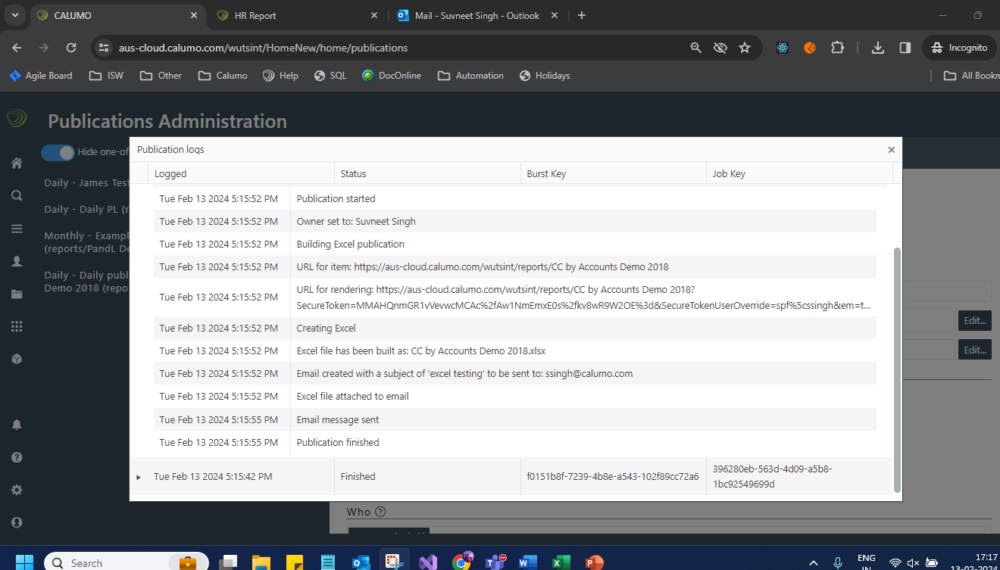 CALUMO
HR Report
Mail - Suvneet Singh - Outlook
aus-cloud.calumo.com/wutsint/HomeNew/home/publications
Incognito
Agile Board
ISW
Other
Calumo
Help
SQL
DocOnline
Automation
Holidays
All Bookm
Publications Administration
Hide one-of
Daily - James Test
Daily - Daily PL (r
Monthly - Exampl
(reports/PandL De
Daily - Daily publ
Demo 2018 (repo
Publication logs
Logged Status Burst Key Job Key
Tue Feb 13 2024 5:15:52 PM Publication started
Tue Feb 13 2024 5:15:52 PM Owner set to: Suvneet Singh
Tue Feb 13 2024 5:15:52 PM Building Excel publication
Tue Feb 13 2024 5:15:52 PM URL for item: https://aus-cloud.calumo.com/wutsint/reports/CC by Accounts Demo 2018
Tue Feb 13 2024 5:15:52 PM URL for rendering: https://aus-cloud.calumo.com/wutsint/reports/CC by Accounts Demo 2018?
SecureToken=MMAHQnmGR1vVevwcMCAc%2fAw1NmEmxE0s%2fkv8wR9W2OE%3d&SecureTokenUserOverride=spf%5cssingh&em=t...
Tue Feb 13 2024 5:15:52 PM Creating Excel
Tue Feb 13 2024 5:15:52 PM Excel file has been built as: CC by Accounts Demo 2018.xlsx
Tue Feb 13 2024 5:15:52 PM Email created with a subject of 'excel testing' to be sent to: ssingh@calumo.com
Tue Feb 13 2024 5:15:52 PM Excel file attached to email
Tue Feb 13 2024 5:15:55 PM Email message sent
Tue Feb 13 2024 5:15:55 PM Publication finished
Tue Feb 13 2024 5:15:42 PM Finished f0151b8f-7239-4b8e-a543-102f89cc72a6 396280eb-563d-4d09-a5b8-
1bc92549699d
Edit...
Edit...
Who
Search
ENG
IN
17:17
13-02-2024